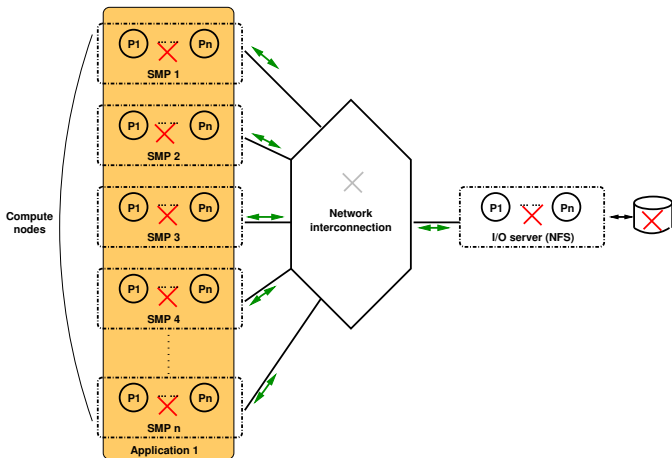 P1 ..... Pn
SMP 1
P1 ..... Pn
SMP 2
Compute
nodes
P1 ..... Pn
SMP 3
P1 ..... Pn
SMP 4
P1 ..... Pn
SMP n
Application 1
Network
interconnection
P1 ..... Pn
I/O server (NFS)